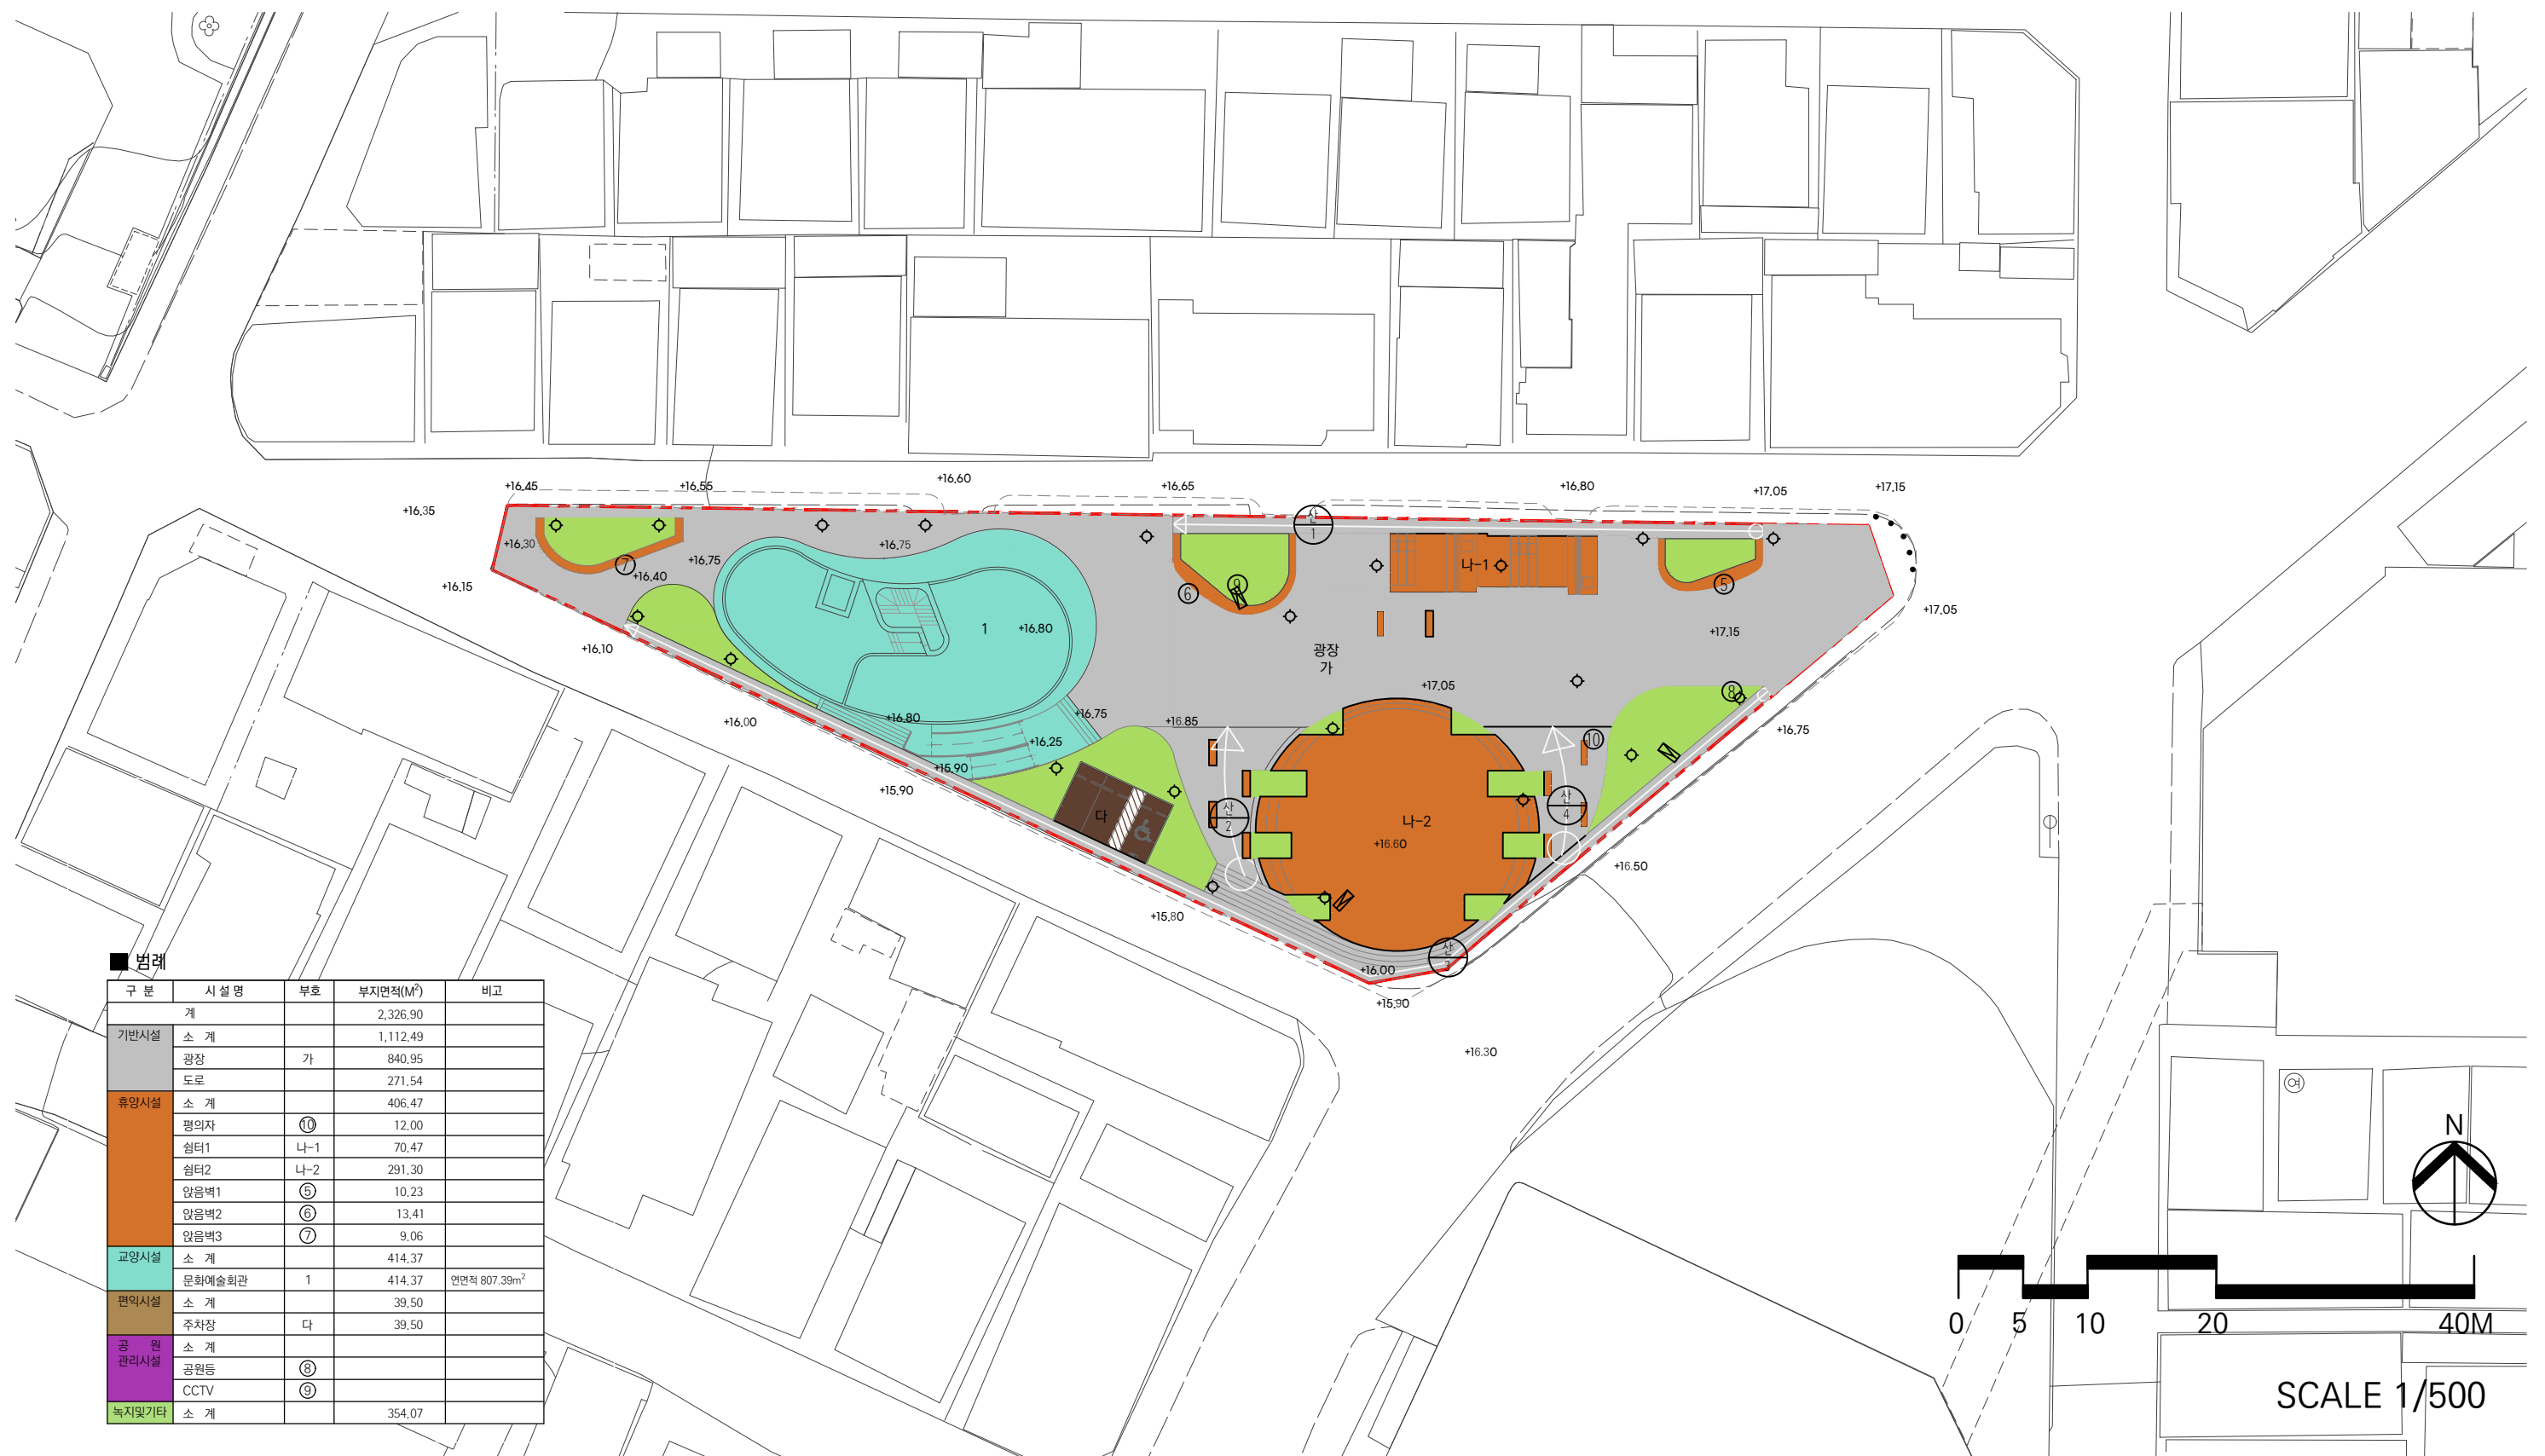 +16.60
+16.45
+16.55
+16.65
+16.80
+17.05
+17.15
+16.35
산
1
+16.30
+16.75
+16.75
나-1
⑦
+16.40
⑨
⑤
+16.15
⑥
+17.05
1
+16.80
+17.15
+16.10
광장
가
+17.05
⑧
+16.75
+16.00
+16.80
+16.85
+16.75
+16.25
⑩
+15.90
+15.90
산
2
산
4
다
나-2
+16.60
+16.50
+15.80
산
3
+16.00
+15.90
+16.30
■ 범례
구 분 시 설 명 부호 부지면적(M²) 비고
계 2,326.90
기반시설 소 계 1,112.49
광장 가 840.95
도로 271.54
휴양시설 소 계 406.47
평의자 ⑩ 12.00
쉼터1 나-1 70.47
쉼터2 나-2 291.30
앉음벽1 ⑤ 10.23
앉음벽2 ⑥ 13.41
앉음벽3 ⑦ 9.06
교양시설 소 계 414.37
문화예술회관 1 414.37 연면적 807.39m²
편익시설 소 계 39.50
주차장 다 39.50
공 원
관리시설 소 계
공원등 ⑧
CCTV ⑨
녹지및기타 소 계 354.07
N
0 5 10 20 40M
SCALE 1/500